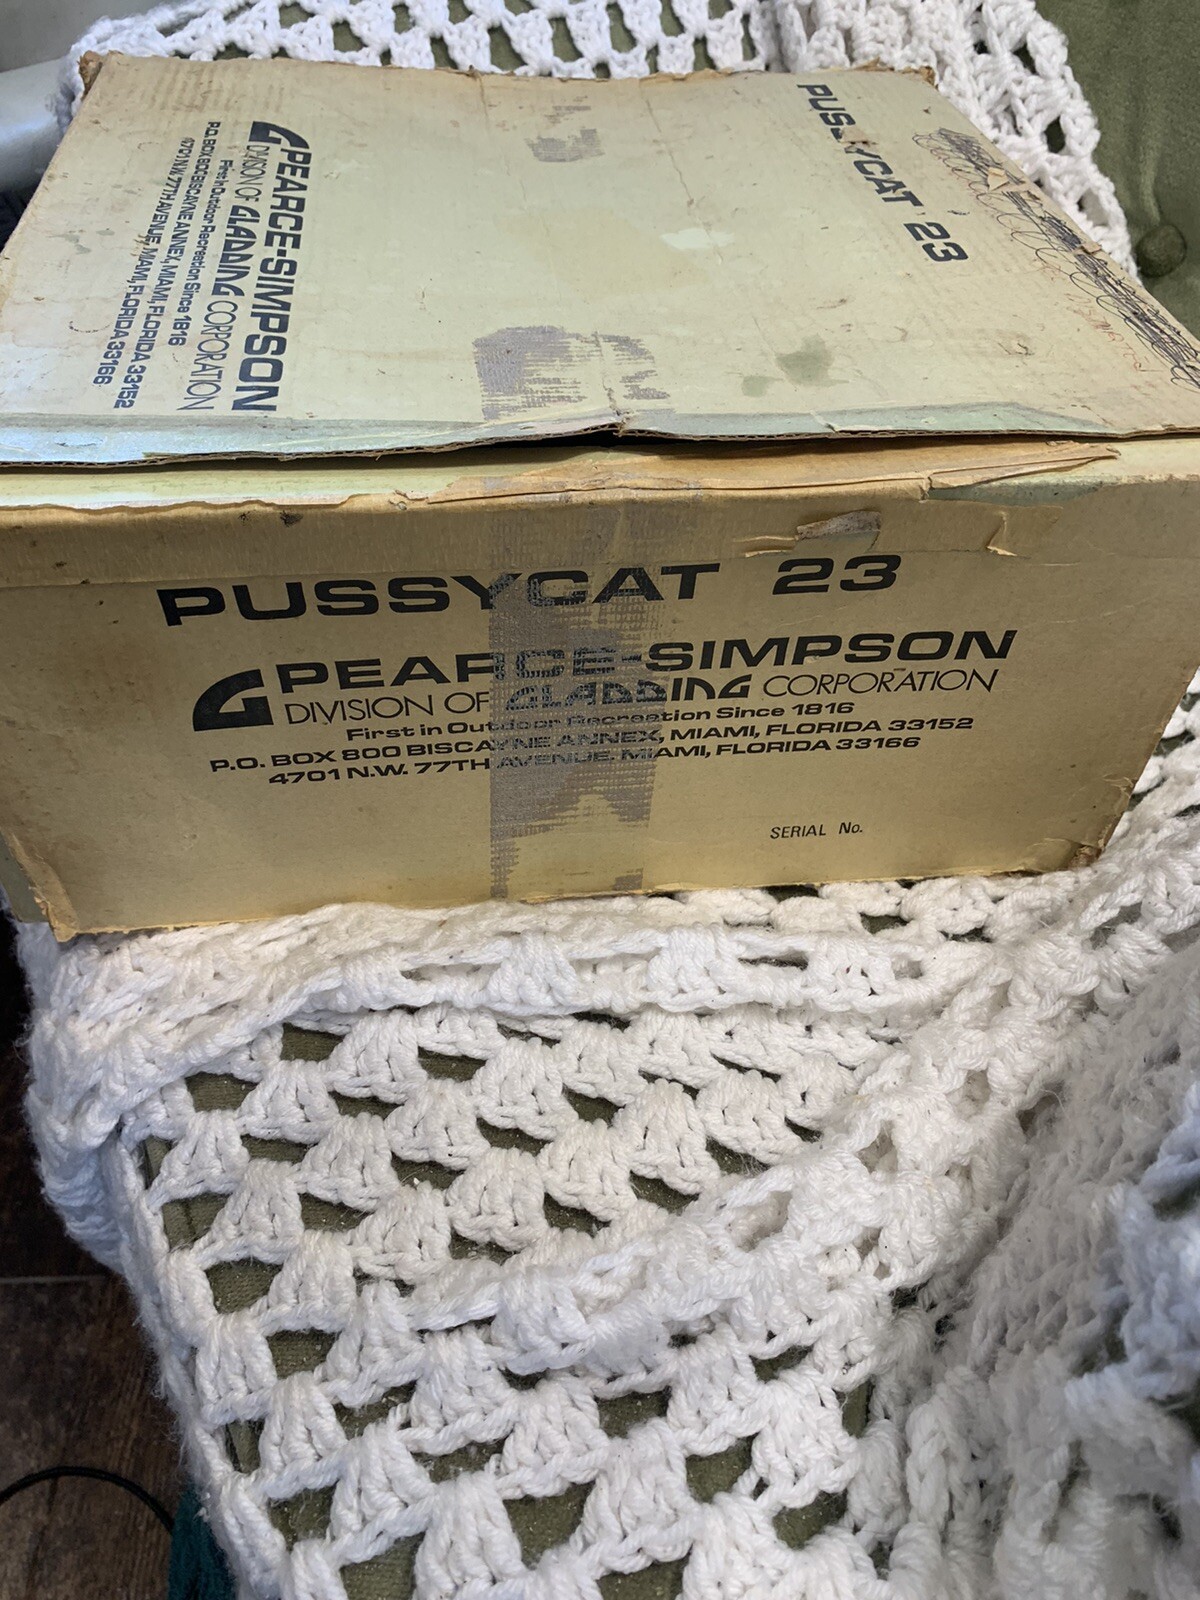 PEARCE-SIMPSON
DIVISION OF GLADDING CORPORATION
First in Outdoor Recreation Since 1816
P.O. BOX 800 BISCAYNE ANNEX, MIAMI, FLORIDA 33152
4701 N.W. 77TH AVENUE, MIAMI, FLORIDA 33166
PUSSYCAT 23
PUSSYCAT 23
PEARCE-SIMPSON
DIVISION OF GLADDING CORPORATION
First in Outdoor Recreation Since 1816
P.O. BOX 800 BISCAYNE ANNEX, MIAMI, FLORIDA 33152
4701 N.W. 77TH AVENUE, MIAMI, FLORIDA 33166
SERIAL No.